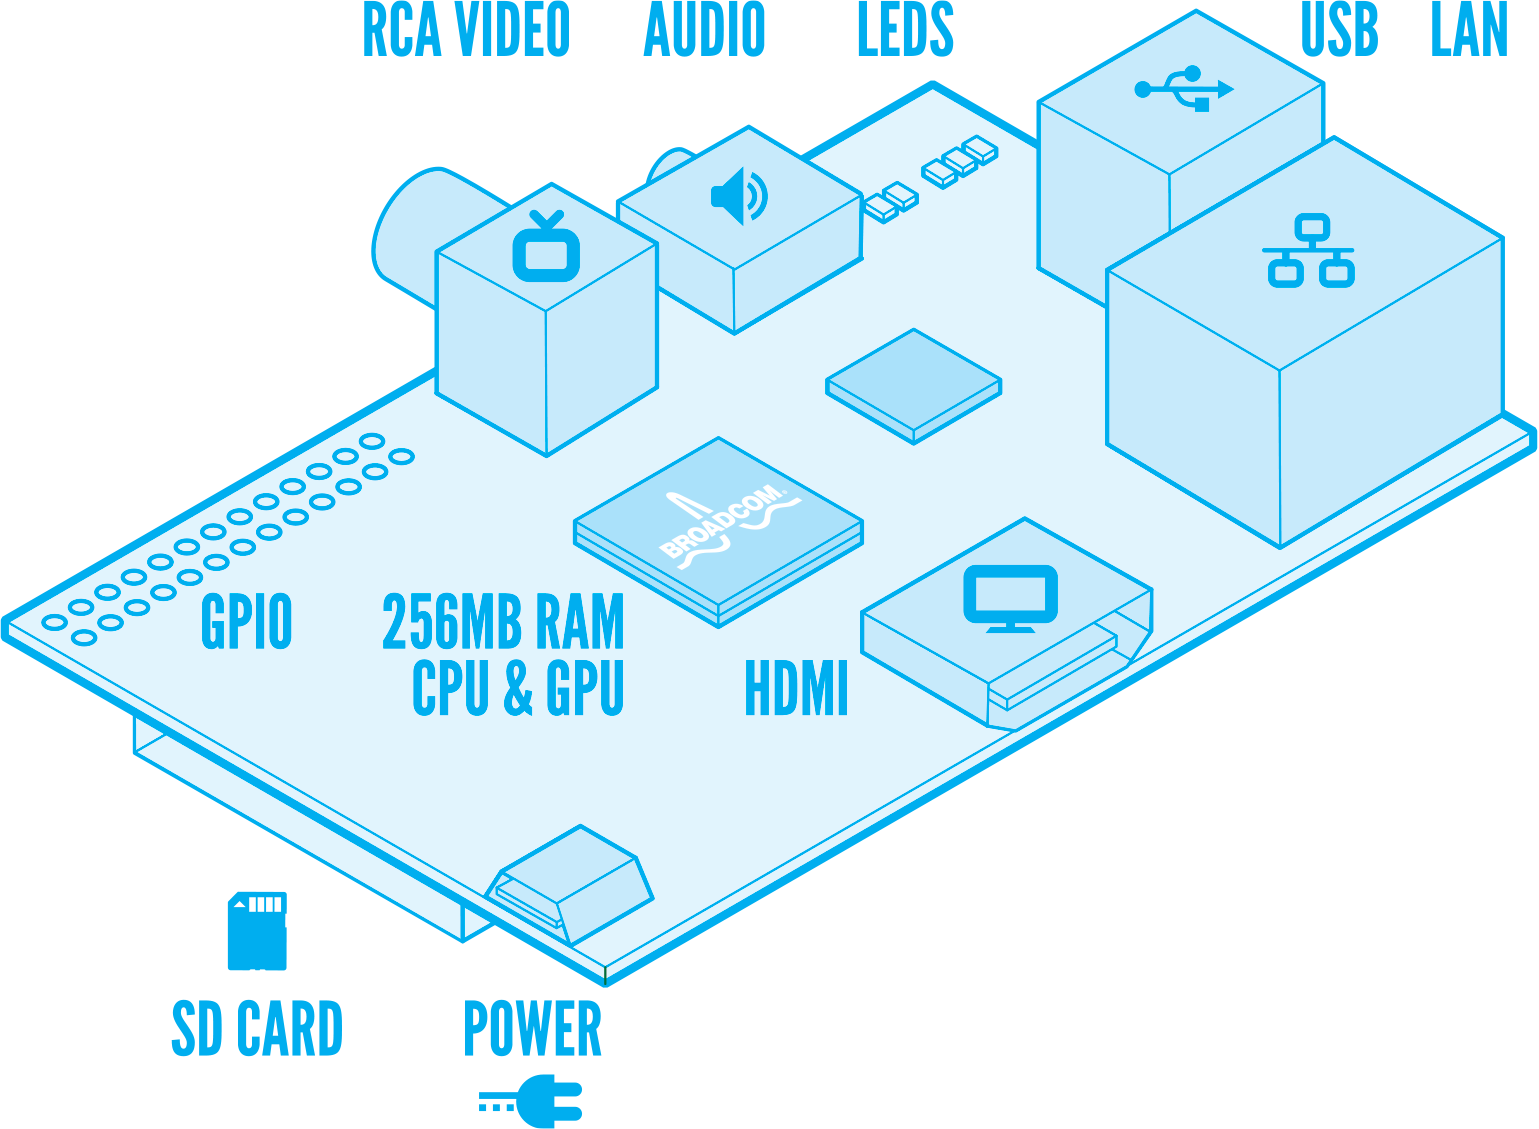 RCA VIDEO
AUDIO
LEDS
USB
LAN
BROADCOM.
GPIO
256MB RAM
CPU & GPU
HDMI
SD CARD
POWER